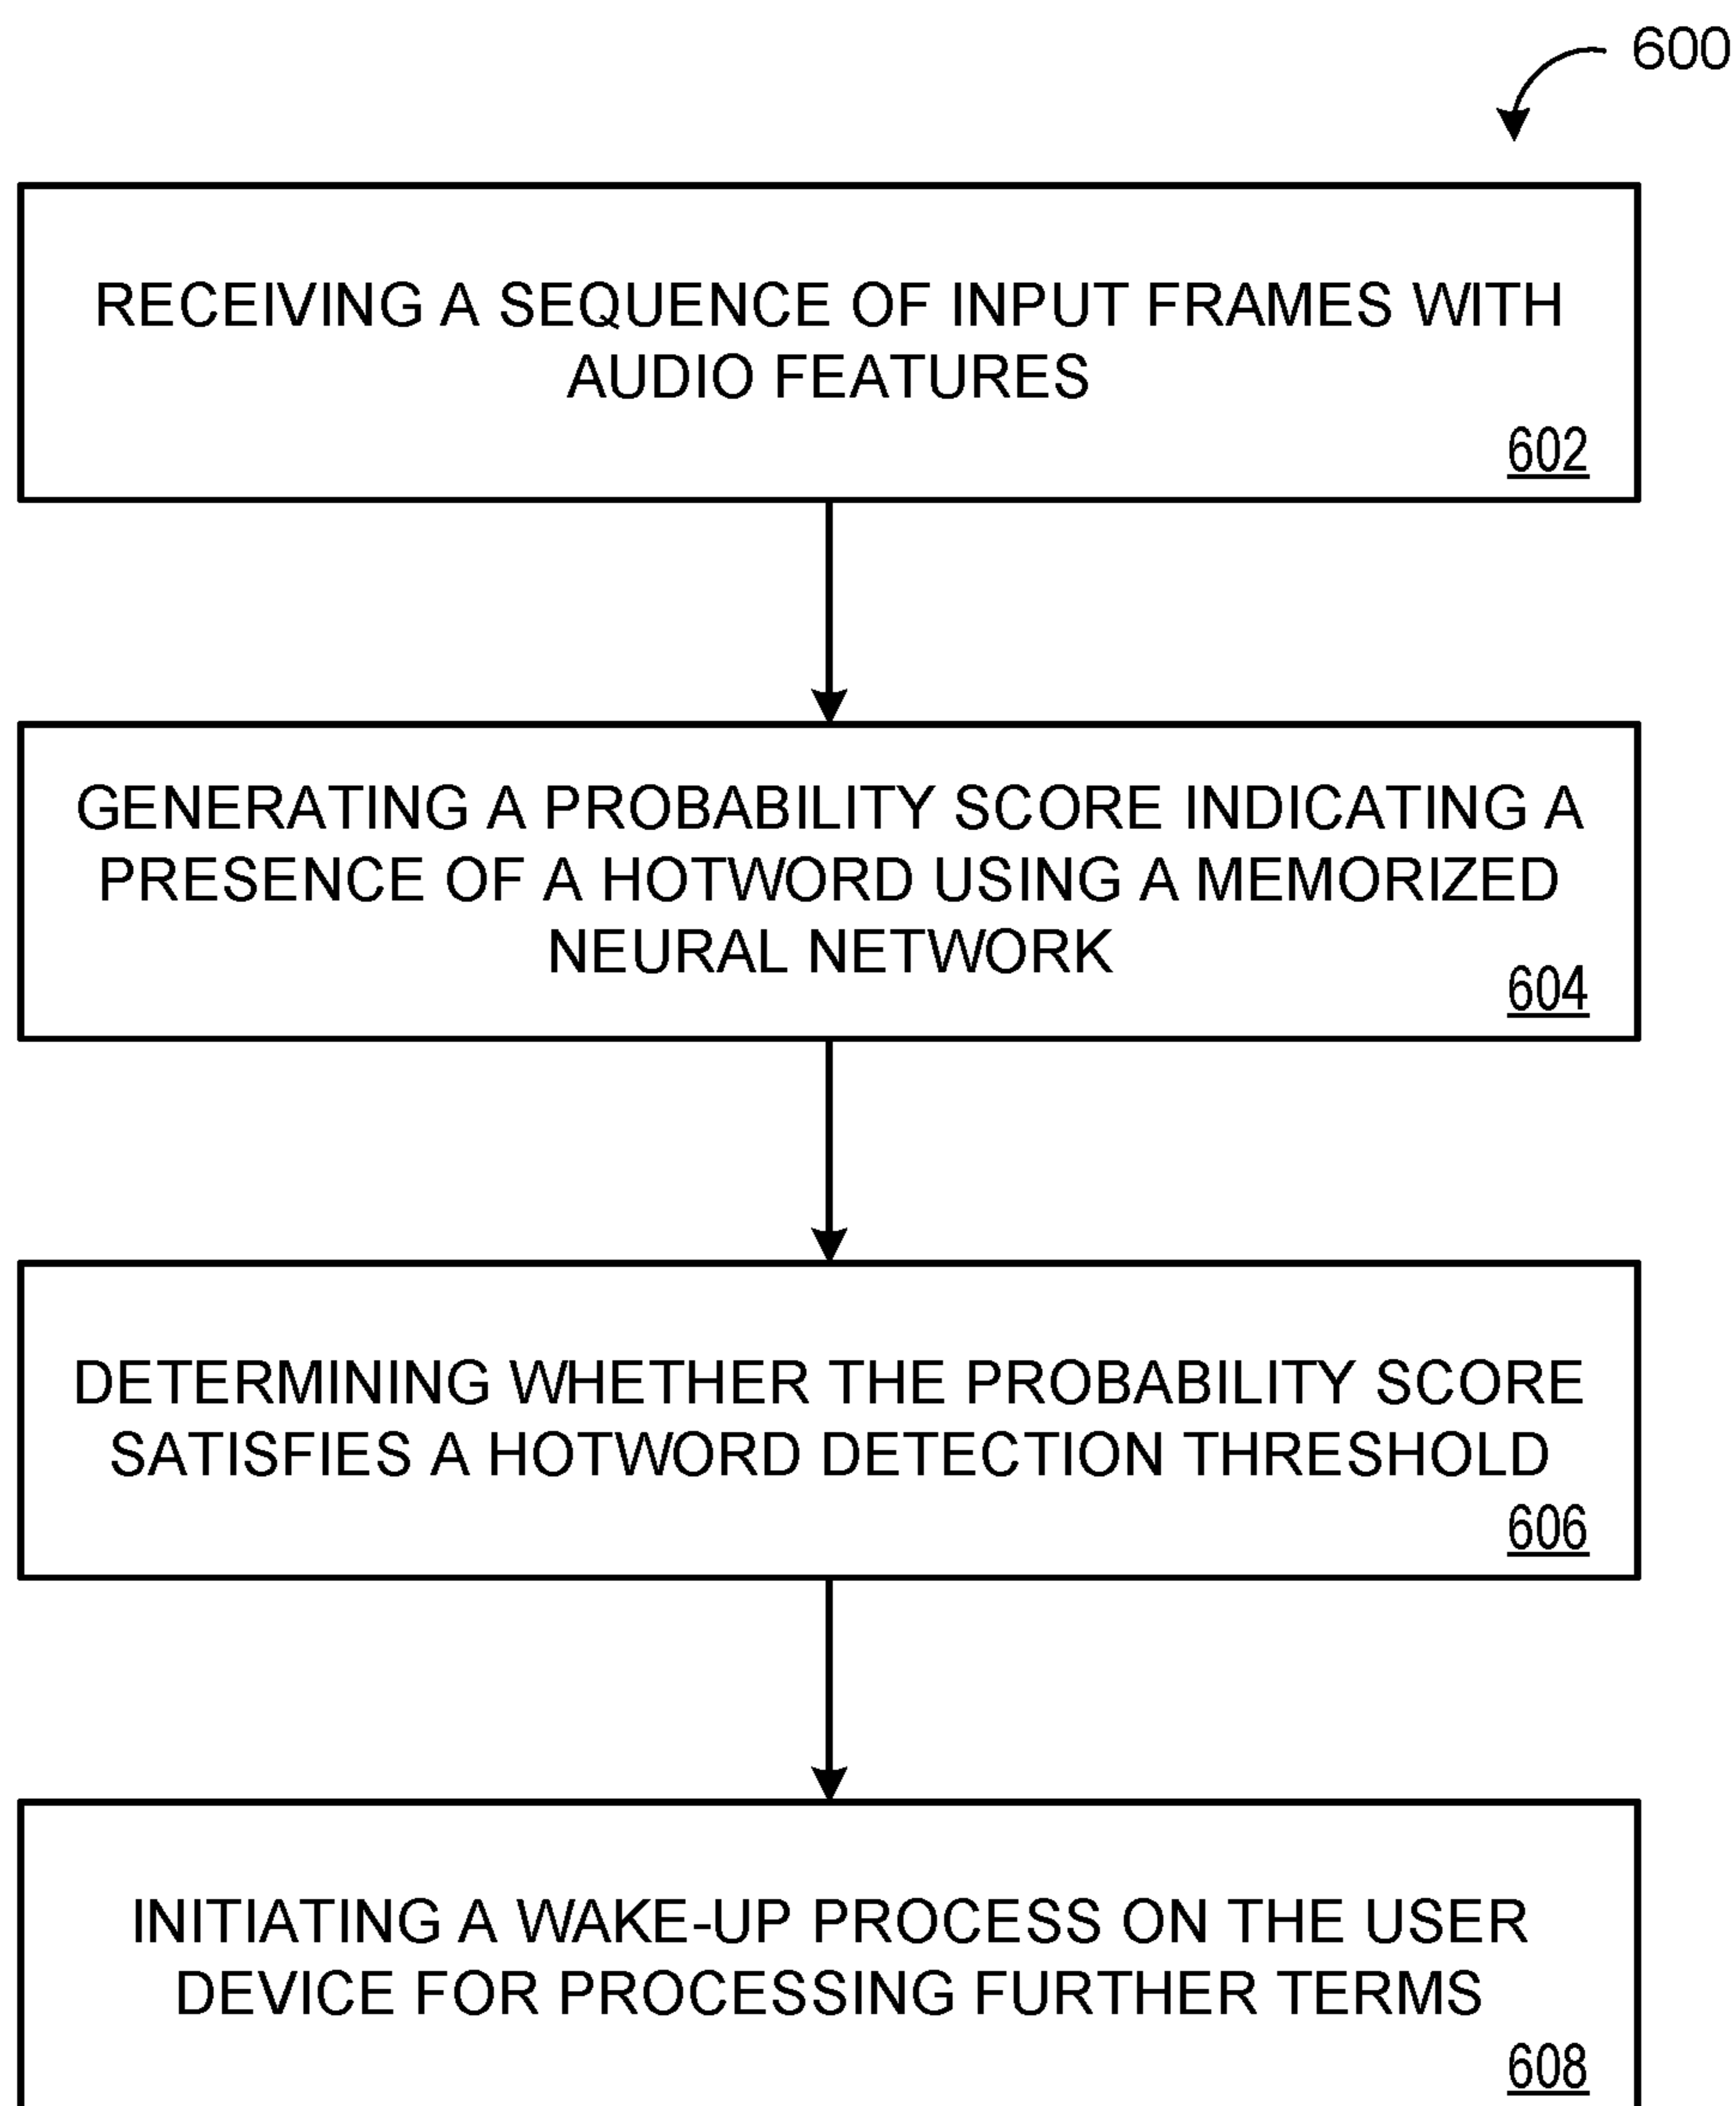 600
RECEIVING A SEQUENCE OF INPUT FRAMES WITH
AUDIO FEATURES
602
GENERATING A PROBABILITY SCORE INDICATING A
PRESENCE OF A HOTWORD USING A MEMORIZED
NEURAL NETWORK
604
DETERMINING WHETHER THE PROBABILITY SCORE
SATISFIES A HOTWORD DETECTION THRESHOLD
606
INITIATING A WAKE-UP PROCESS ON THE USER
DEVICE FOR PROCESSING FURTHER TERMS
608